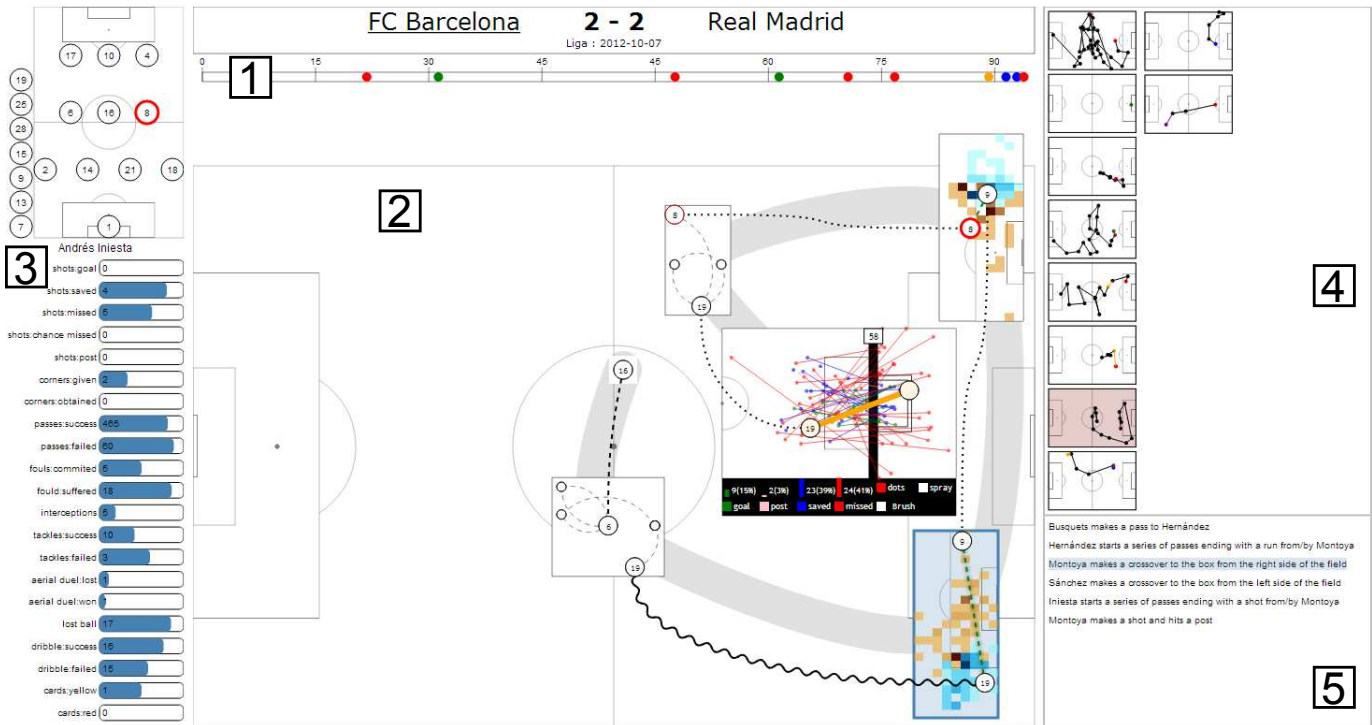 FC Barcelona 2 - 2 Real Madrid
Liga : 2012-10-07
0 15 30 45 45 60 75 90
1
17 10 4
19
25
6 16 8
28
15
2 14 21 18
9
13
7 1
3
Andrés Iniesta
shots:goal 0
shots:saved 4
shots:missed 5
shots:chance missed 0
shots:post 0
corners:given 2
corners:obtained 0
passes:success 465
passes:failed 60
fouls:commited 5
fould:suffered 18
interceptions 5
tackles:success 10
tackles:failed 3
aerial duel:lost 1
aerial duel:won
lost ball 17
dribble:success 16
dribble:failed 15
cards:yellow 1
cards:red 0
2
9
8
8
19
58
16
19
9(15%) 2(3%) 23(39%) 24(41%) dots spray
goal post saved missed Brush
6
9
19
19
4
Busquets makes a pass to Hernández
Hernández starts a series of passes ending with a run from/by Montoya
Montoya makes a crossover to the box from the right side of the field
Sánchez makes a crossover to the box from the left side of the field
Iniesta starts a series of passes ending with a shot from/by Montoya
Montoya makes a shot and hits a post
5